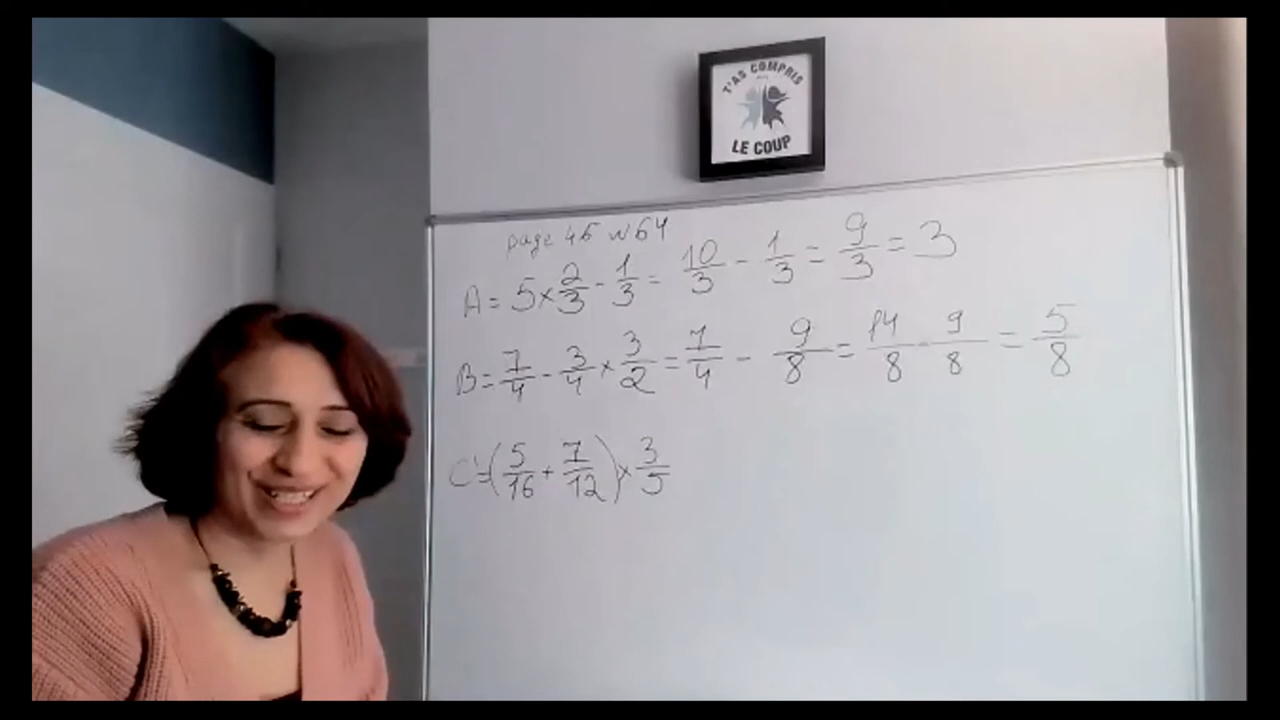 T'AS COMPRIS
LE COUP
page 46 n 64
A = 5 × 2/3 - 1/3 = 10/3 - 1/3 = 9/3 = 3
B = 7/4 - 3/4 × 3/2 = 7/4 - 9/8 = 14/8 - 9/8 = 5/8
C = (5/16 + 7/12) × 3/5